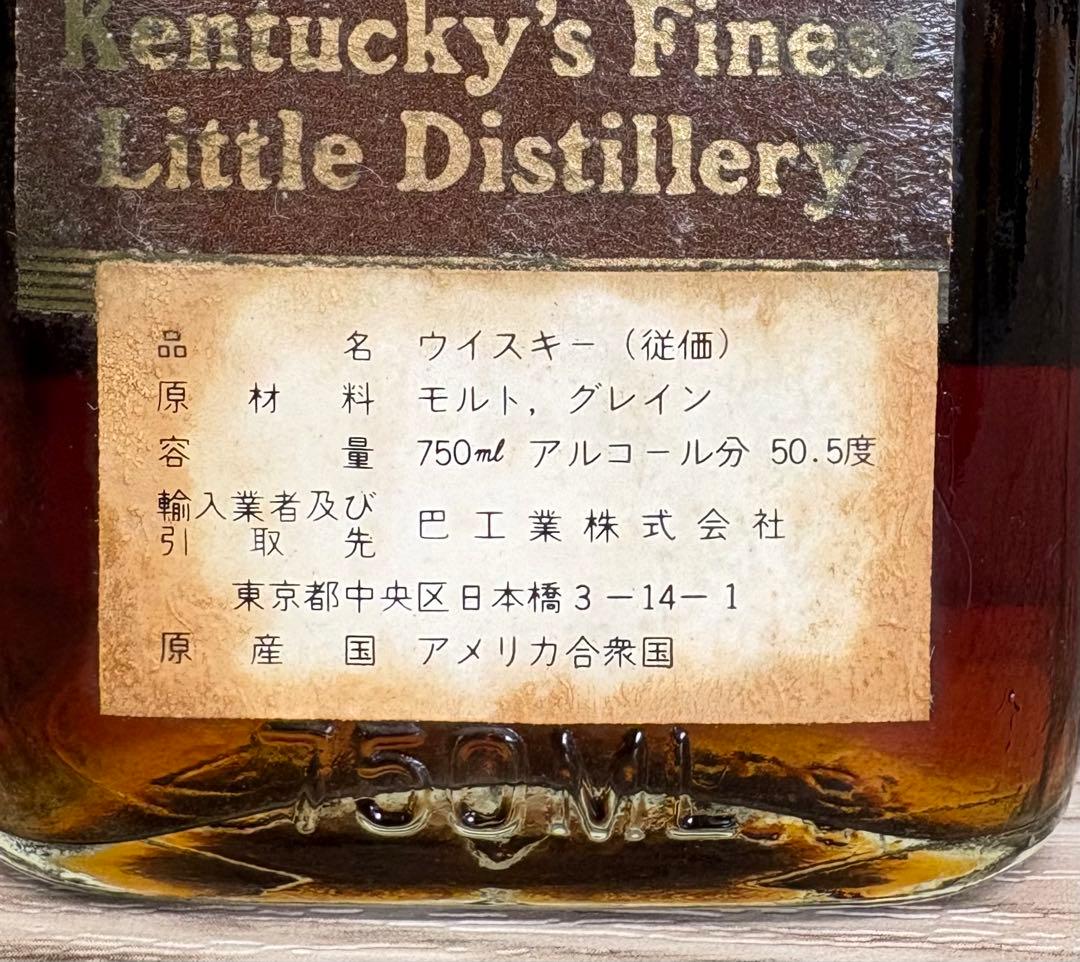 Kentucky's Finest
Little Distillery
品名 ウイスキー（従価）
原材料 モルト，グレイン
容量 750ml アルコール分 50.5度
輸入業者及び引取先 巴工業株式会社
東京都中央区日本橋3－14－1
原産国 アメリカ合衆国
750ML